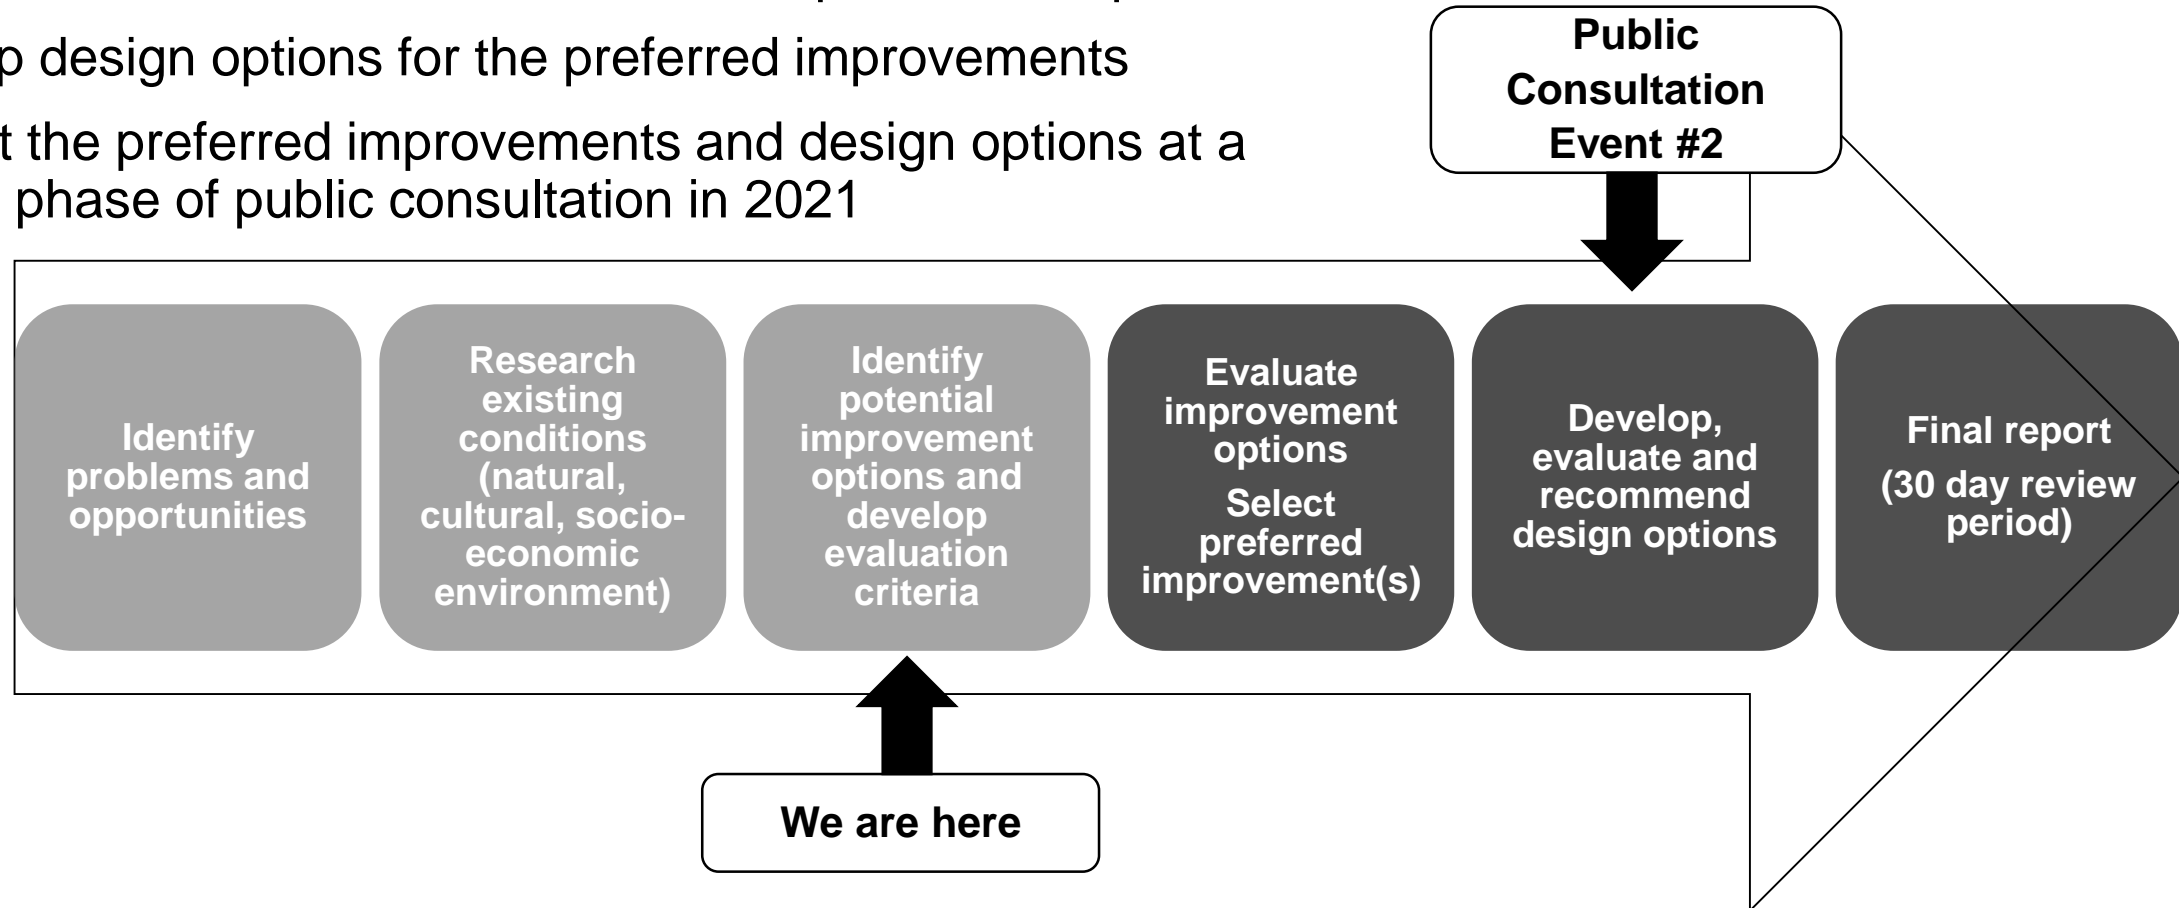 p design options for the preferred improvements
t the preferred improvements and design options at a
phase of public consultation in 2021
Public
Consultation
Event #2
Identify
problems and
opportunities
Research
existing
conditions
(natural,
cultural, socio-
economic
environment)
Identify
potential
improvement
options and
develop
evaluation
criteria
Evaluate
improvement
options
Select
preferred
improvement(s)
Develop,
evaluate and
recommend
design options
Final report
(30 day review
period)
We are here